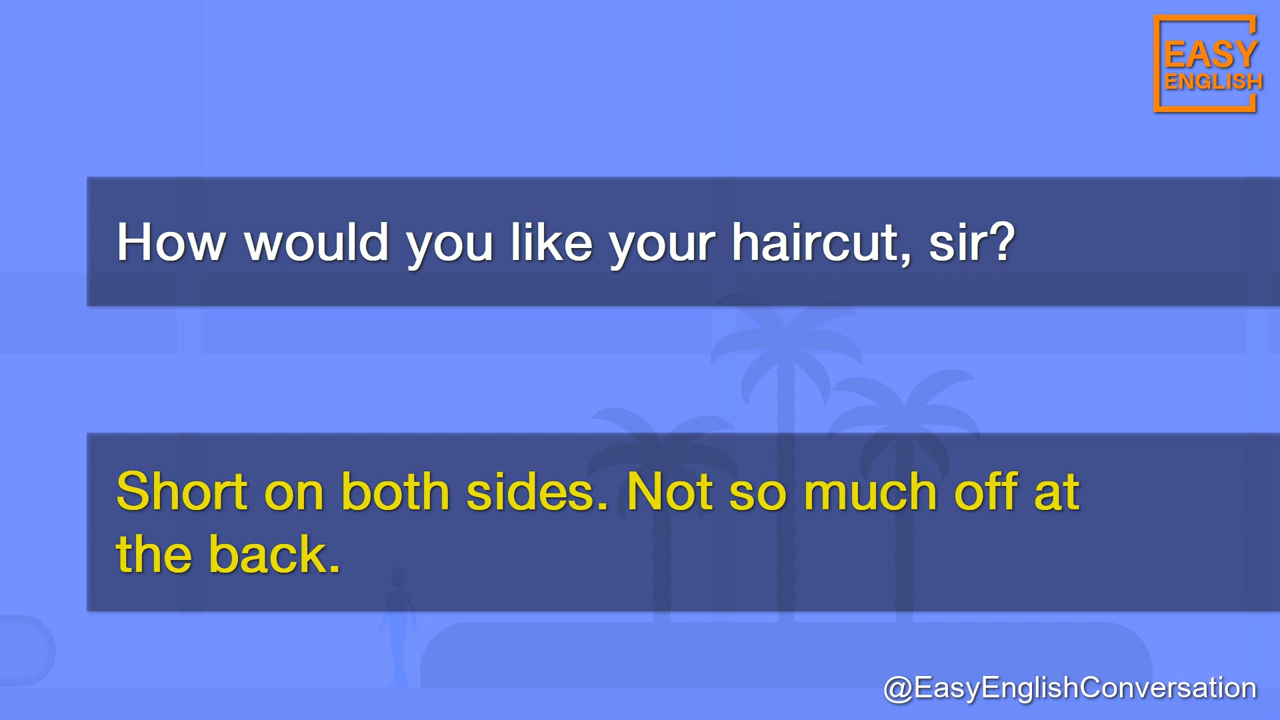 EASY
ENGLISH
How would you like your haircut, sir?
Short on both sides. Not so much off at
the back.
@EasyEnglishConversation